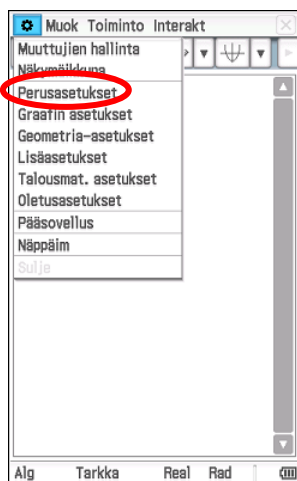 Muok Toiminto Interakt
Muuttujien hallinta
Näkymäikkuna
Perusasetukset
Graafin asetukset
Geometria-asetukset
Lisäasetukset
Talousmat. asetukset
Oletusasetukset
Pääsovellus
Näppäim
Sulje
Alg Tarkka Real Rad